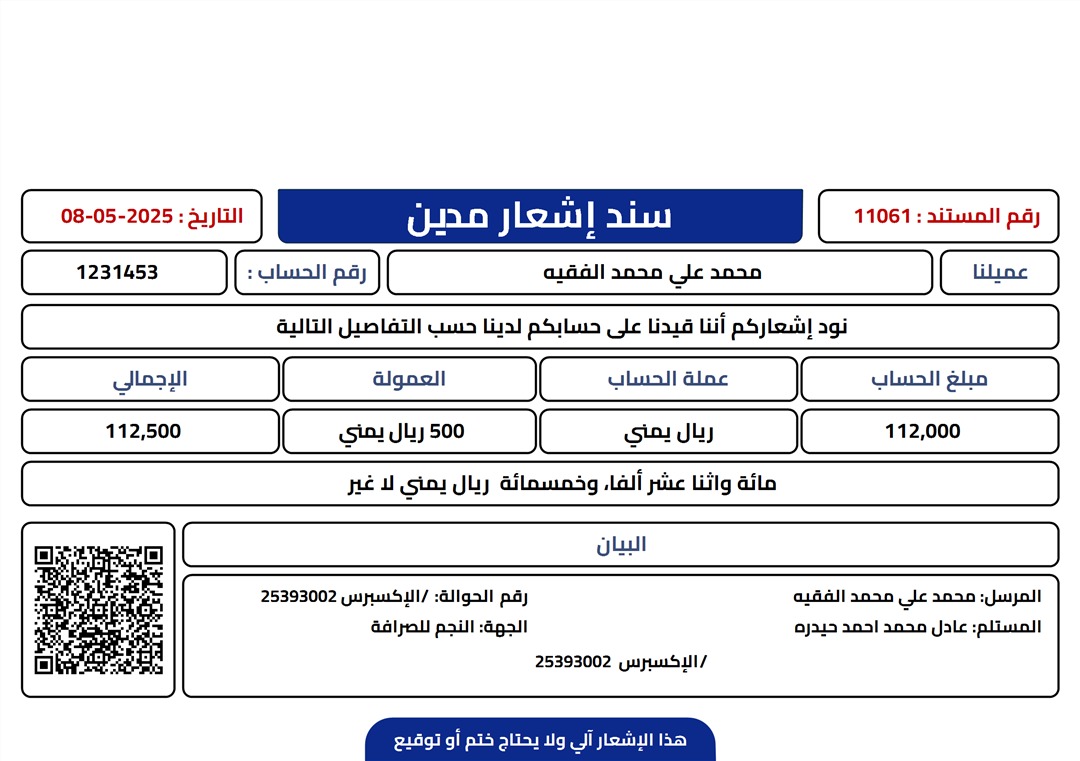 رقم المستند : 11061
سند إشعار مدين
التاريخ : 08-05-2025
عميلنا
محمد علي محمد الفقيه
رقم الحساب :
1231453
نود إشعاركم أننا قيدنا على حسابكم لدينا حسب التفاصيل التالية
مبلغ الحساب
عملة الحساب
العمولة
الإجمالي
112,000
ريال يمني
500 ريال يمني
112,500
مائة واثنا عشر ألفا، وخمسمائة ريال يمني لا غير
البيان
المرسل: محمد علي محمد الفقيه
رقم الحوالة: /الإكسبرس 25393002
المستلم: عادل محمد احمد حيدره
الجهة: النجم للصرافة
/الإكسبرس 25393002
هذا الإشعار آلي ولا يحتاج ختم أو توقيع